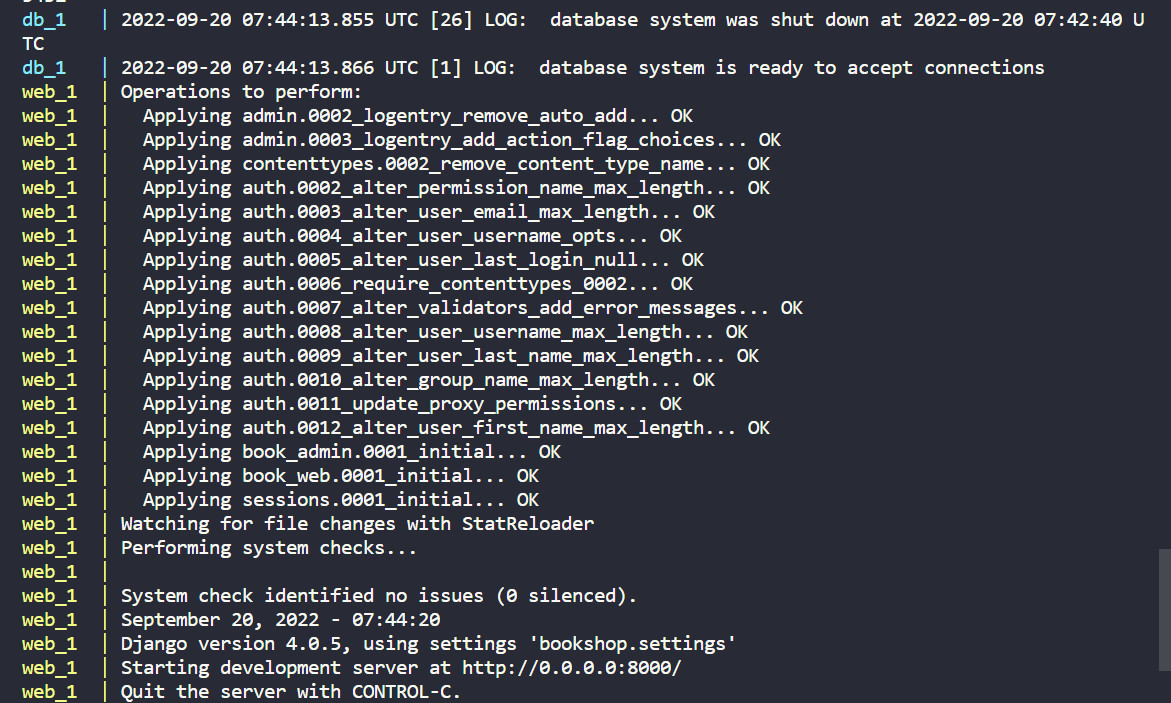 db_1   | 2022-09-20 07:44:13.855 UTC [26] LOG:  database system was shut down at 2022-09-20 07:42:40 U
TC
db_1   | 2022-09-20 07:44:13.866 UTC [1] LOG:  database system is ready to accept connections
web_1  | Operations to perform:
web_1  |   Applying admin.0002_logentry_remove_auto_add... OK
web_1  |   Applying admin.0003_logentry_add_action_flag_choices... OK
web_1  |   Applying contenttypes.0002_remove_content_type_name... OK
web_1  |   Applying auth.0002_alter_permission_name_max_length... OK
web_1  |   Applying auth.0003_alter_user_email_max_length... OK
web_1  |   Applying auth.0004_alter_user_username_opts... OK
web_1  |   Applying auth.0005_alter_user_last_login_null... OK
web_1  |   Applying auth.0006_require_contenttypes_0002... OK
web_1  |   Applying auth.0007_alter_validators_add_error_messages... OK
web_1  |   Applying auth.0008_alter_user_username_max_length... OK
web_1  |   Applying auth.0009_alter_user_last_name_max_length... OK
web_1  |   Applying auth.0010_alter_group_name_max_length... OK
web_1  |   Applying auth.0011_update_proxy_permissions... OK
web_1  |   Applying auth.0012_alter_user_first_name_max_length... OK
web_1  |   Applying book_admin.0001_initial... OK
web_1  |   Applying book_web.0001_initial... OK
web_1  |   Applying sessions.0001_initial... OK
web_1  | Watching for file changes with StatReloader
web_1  | Performing system checks...
web_1  |
web_1  | System check identified no issues (0 silenced).
web_1  | September 20, 2022 - 07:44:20
web_1  | Django version 4.0.5, using settings 'bookshop.settings'
web_1  | Starting development server at http://0.0.0.0:8000/
web_1  | Quit the server with CONTROL-C.